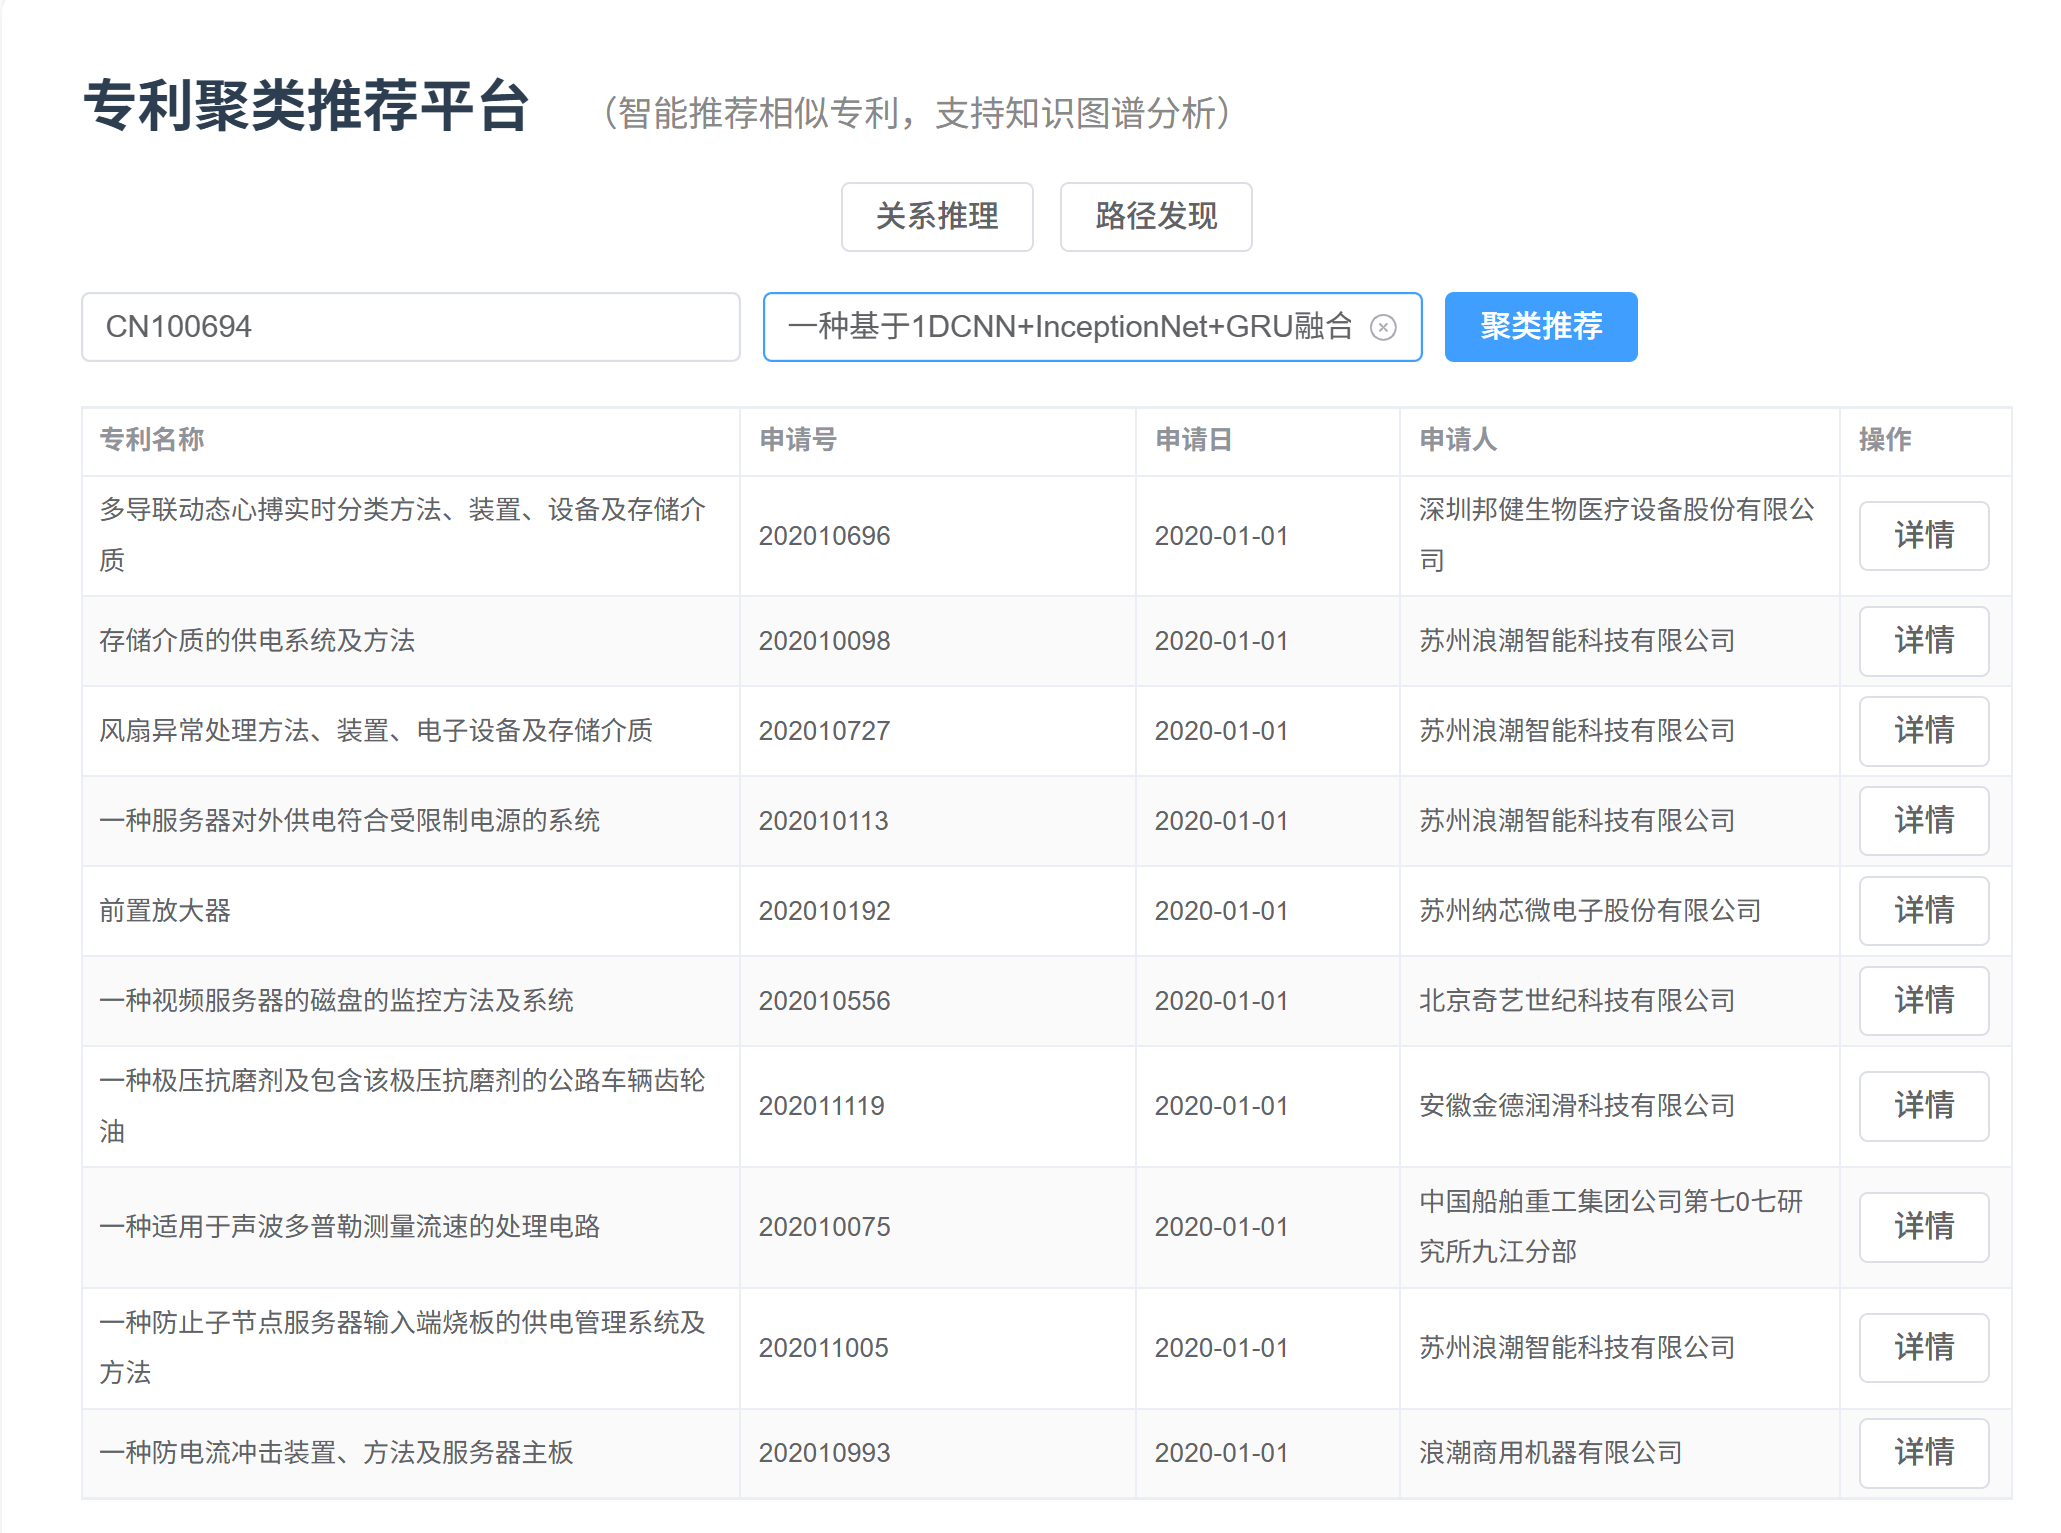 专利聚类推荐平台 （智能推荐相似专利，支持知识图谱分析）
关系推理 路径发现
CN100694 一种基于1DCNN+InceptionNet+GRU融合 聚类推荐
专利名称 申请号 申请日 申请人 操作
多导联动态心搏实时分类方法、装置、设备及存储介
质 202010696 2020-01-01 深圳邦健生物医疗设备股份有限公
司 详情
存储介质的供电系统及方法 202010098 2020-01-01 苏州浪潮智能科技有限公司 详情
风扇异常处理方法、装置、电子设备及存储介质 202010727 2020-01-01 苏州浪潮智能科技有限公司 详情
一种服务器对外供电符合受限制电源的系统 202010113 2020-01-01 苏州浪潮智能科技有限公司 详情
前置放大器 202010192 2020-01-01 苏州纳芯微电子股份有限公司 详情
一种视频服务器的磁盘的监控方法及系统 202010556 2020-01-01 北京奇艺世纪科技有限公司 详情
一种极压抗磨剂及包含该极压抗磨剂的公路车辆齿轮
油 202011119 2020-01-01 安徽金德润滑科技有限公司 详情
一种适用于声波多普勒测量流速的处理电路 202010075 2020-01-01 中国船舶重工集团公司第七0七研
究所九江分部 详情
一种防止子节点服务器输入端烧板的供电管理系统及
方法 202011005 2020-01-01 苏州浪潮智能科技有限公司 详情
一种防电流冲击装置、方法及服务器主板 202010993 2020-01-01 浪潮商用机器有限公司 详情